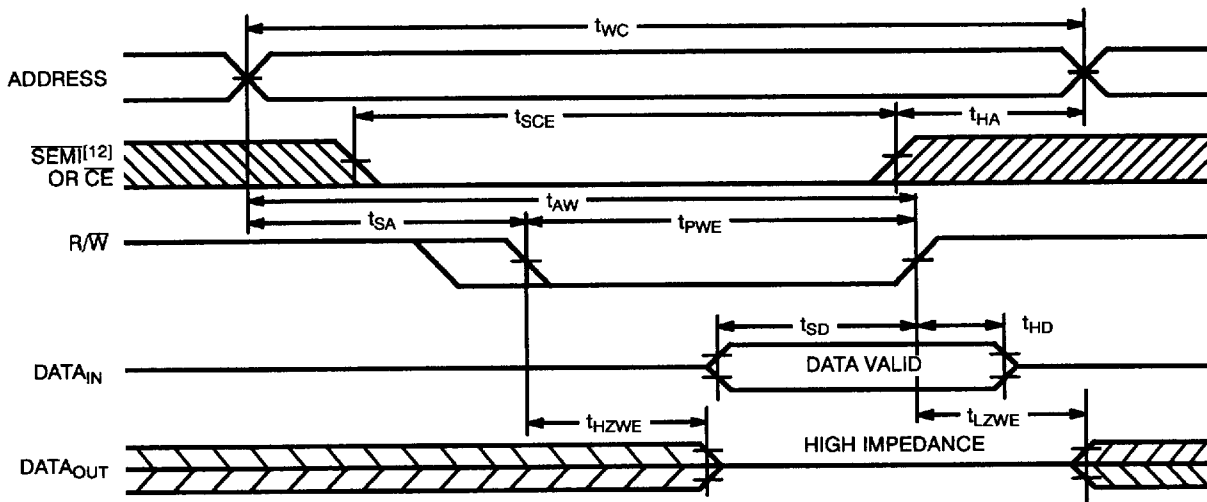 tWC
ADDRESS
tSCE
tHA
SEMI[12]
OR CE
tAW
tSA
tPWE
R/W
tSD
tHD
DATAIN
DATA VALID
tHZWE
tLZWE
HIGH IMPEDANCE
DATAOUT